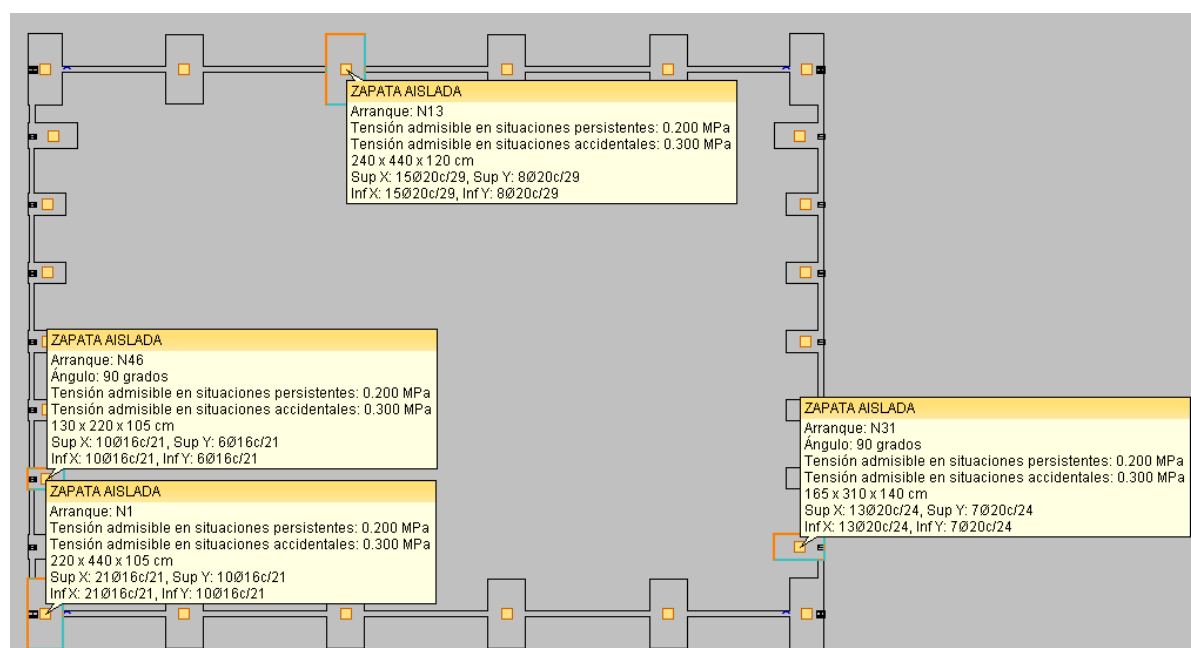 ZAPATA AISLADA
Arranque: N13
Tensión admisible en situaciones persistentes: 0.200 MPa
Tensión admisible en situaciones accidentales: 0.300 MPa
240 x 440 x 120 cm
Sup X: 15Ø20c/29, Sup Y: 8Ø20c/29
Inf X: 15Ø20c/29, Inf Y: 8Ø20c/29
ZAPATA AISLADA
Arranque: N46
Ángulo: 90 grados
Tensión admisible en situaciones persistentes: 0.200 MPa
Tensión admisible en situaciones accidentales: 0.300 MPa
130 x 220 x 105 cm
Sup X: 10Ø16c/21, Sup Y: 6Ø16c/21
Inf X: 10Ø16c/21, Inf Y: 6Ø16c/21
ZAPATA AISLADA
Arranque: N31
Ángulo: 90 grados
Tensión admisible en situaciones persistentes: 0.200 MPa
Tensión admisible en situaciones accidentales: 0.300 MPa
165 x 310 x 140 cm
Sup X: 13Ø20c/24, Sup Y: 7Ø20c/24
Inf X: 13Ø20c/24, Inf Y: 7Ø20c/24
ZAPATA AISLADA
Arranque: N1
Tensión admisible en situaciones persistentes: 0.200 MPa
Tensión admisible en situaciones accidentales: 0.300 MPa
220 x 440 x 105 cm
Sup X: 21Ø16c/21, Sup Y: 10Ø16c/21
Inf X: 21Ø16c/21, Inf Y: 10Ø16c/21